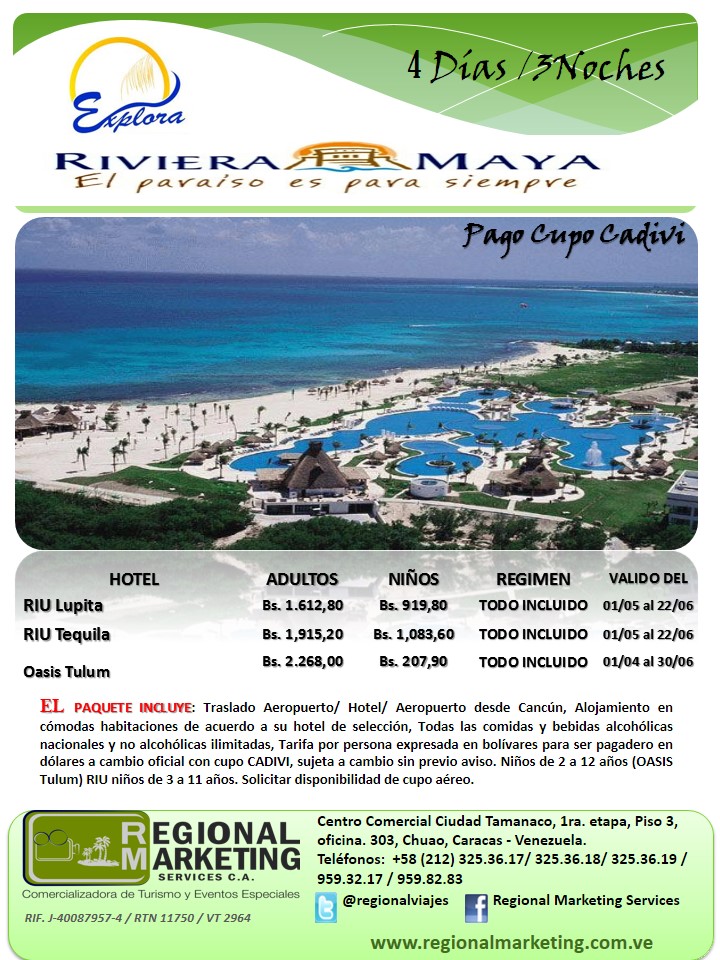 4 Días /3Noches
Explora
RIVIERA MAYA
El paraiso es para siempre
Pago Cupo Cadivi
HOTEL ADULTOS NIÑOS REGIMEN VALIDO DEL
RIU Lupita Bs. 1.612,80 Bs. 919,80 TODO INCLUIDO 01/05 al 22/06
RIU Tequila Bs. 1,915,20 Bs. 1,083,60 TODO INCLUIDO 01/05 al 22/06
Oasis Tulum Bs. 2.268,00 Bs. 207,90 TODO INCLUIDO 01/04 al 30/06
EL PAQUETE INCLUYE: Traslado Aeropuerto/ Hotel/ Aeropuerto desde Cancún, Alojamiento en
cómodas habitaciones de acuerdo a su hotel de selección, Todas las comidas y bebidas alcohólicas
nacionales y no alcohólicas ilimitadas, Tarifa por persona expresada en bolívares para ser pagadero en
dólares a cambio oficial con cupo CADIVI, sujeta a cambio sin previo aviso. Niños de 2 a 12 años (OASIS
Tulum) RIU niños de 3 a 11 años. Solicitar disponibilidad de cupo aéreo.
REGIONAL
MARKETING
SERVICES C.A.
Comercializadora de Turismo y Eventos Especiales
RIF. J-40087957-4 / RTN 11750 / VT 2964
Centro Comercial Ciudad Tamanaco, 1ra. etapa, Piso 3,
oficina. 303, Chuao, Caracas - Venezuela.
Teléfonos: +58 (212) 325.36.17/ 325.36.18/ 325.36.19 /
959.32.17 / 959.82.83
@regionalviajes Regional Marketing Services
www.regionalmarketing.com.ve